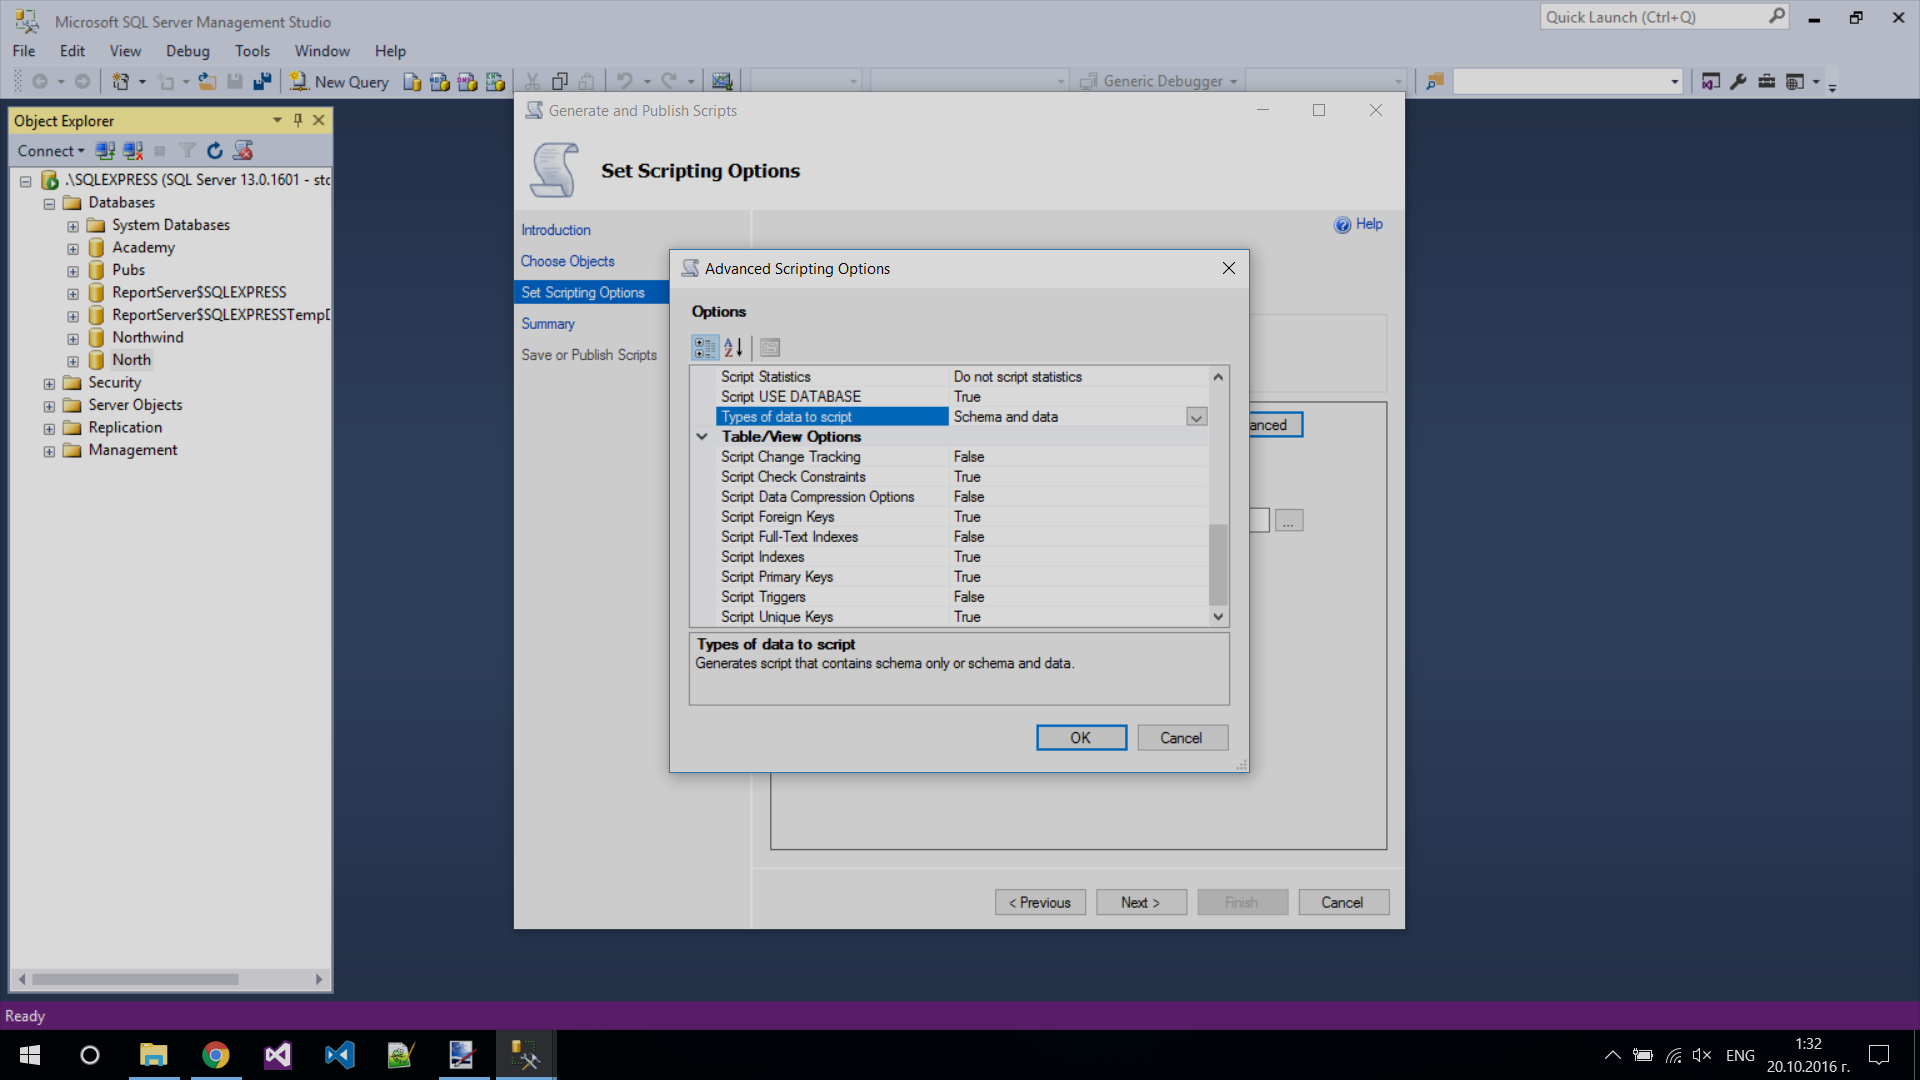 Microsoft SQL Server Management Studio
Quick Launch (Ctrl+Q)
File Edit View Debug Tools Window Help
New Query
Generic Debugger
Object Explorer
Connect
.\SQLEXPRESS (SQL Server 13.0.1601 - stc
Databases
System Databases
Academy
Pubs
ReportServer$SQLEXPRESS
ReportServer$SQLEXPRESSTempD
Northwind
North
Security
Server Objects
Replication
Management
Generate and Publish Scripts
Set Scripting Options
Introduction
Choose Objects
Set Scripting Options
Summary
Save or Publish Scripts
Help
anced
...
Advanced Scripting Options
Options
Script Statistics Do not script statistics
Script USE DATABASE True
Types of data to script Schema and data
Table/View Options
Script Change Tracking False
Script Check Constraints True
Script Data Compression Options False
Script Foreign Keys True
Script Full-Text Indexes False
Script Indexes True
Script Primary Keys True
Script Triggers False
Script Unique Keys True
Types of data to script
Generates script that contains schema only or schema and data.
OK Cancel
< Previous Next > Finish Cancel
Ready
ENG
1:32
20.10.2016 г.